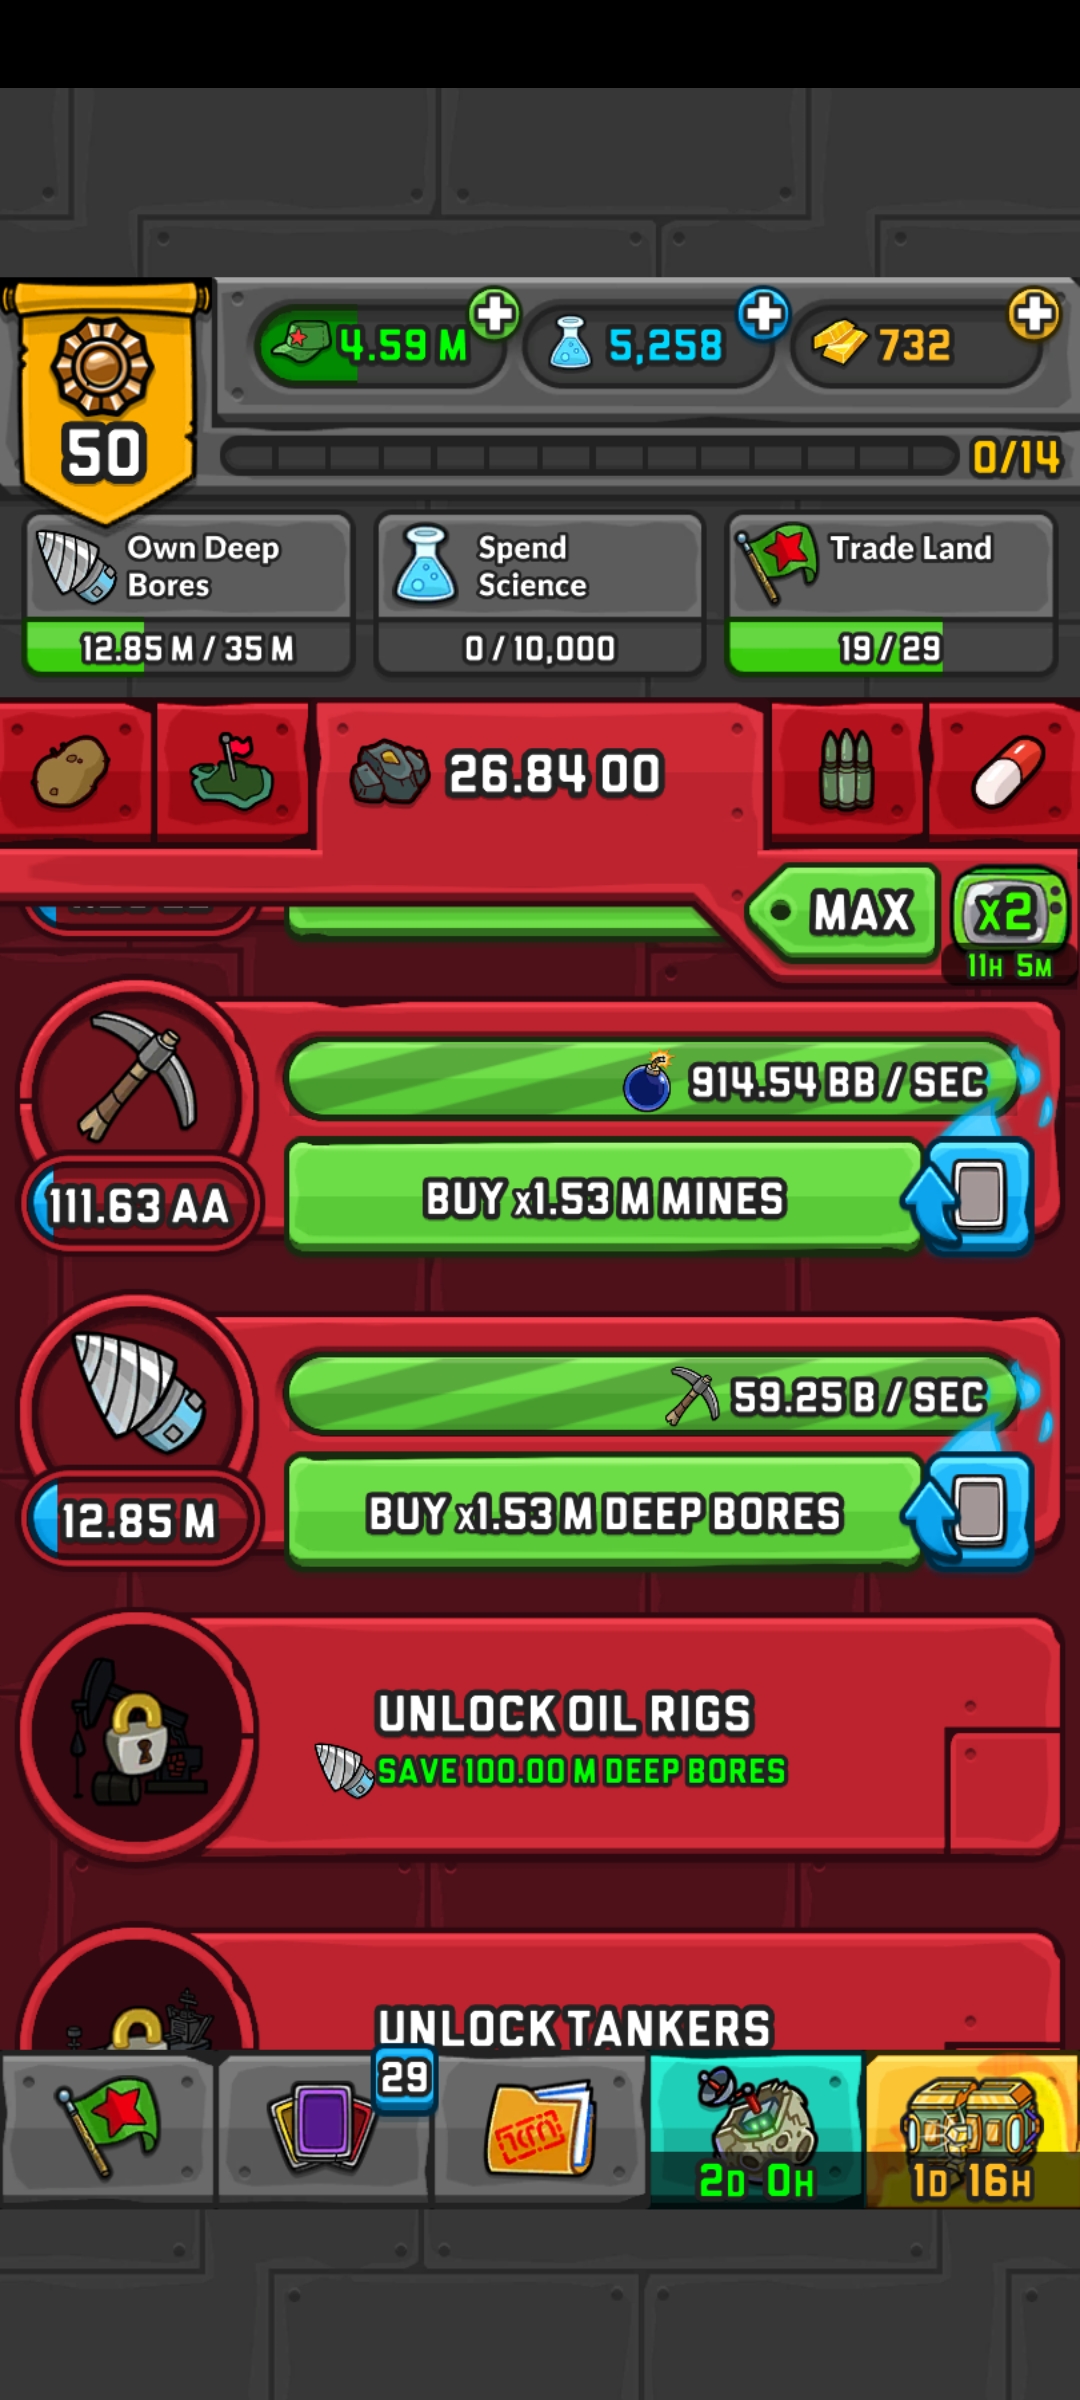 4.59 M
5,258
732
50
0/14
Own Deep
Bores
12.85 M / 35 M
Spend
Science
0 / 10,000
Trade Land
19 / 29
26.84 OO
MAX
x2
11H 5M
914.54 BB / SEC
111.63 AA
BUY x1.53 M MINES
59.25 B / SEC
12.85 M
BUY x1.53 M DEEP BORES
UNLOCK OIL RIGS
SAVE 100.00 M DEEP BORES
UNLOCK TANKERS
29
2D 0H
1D 16H